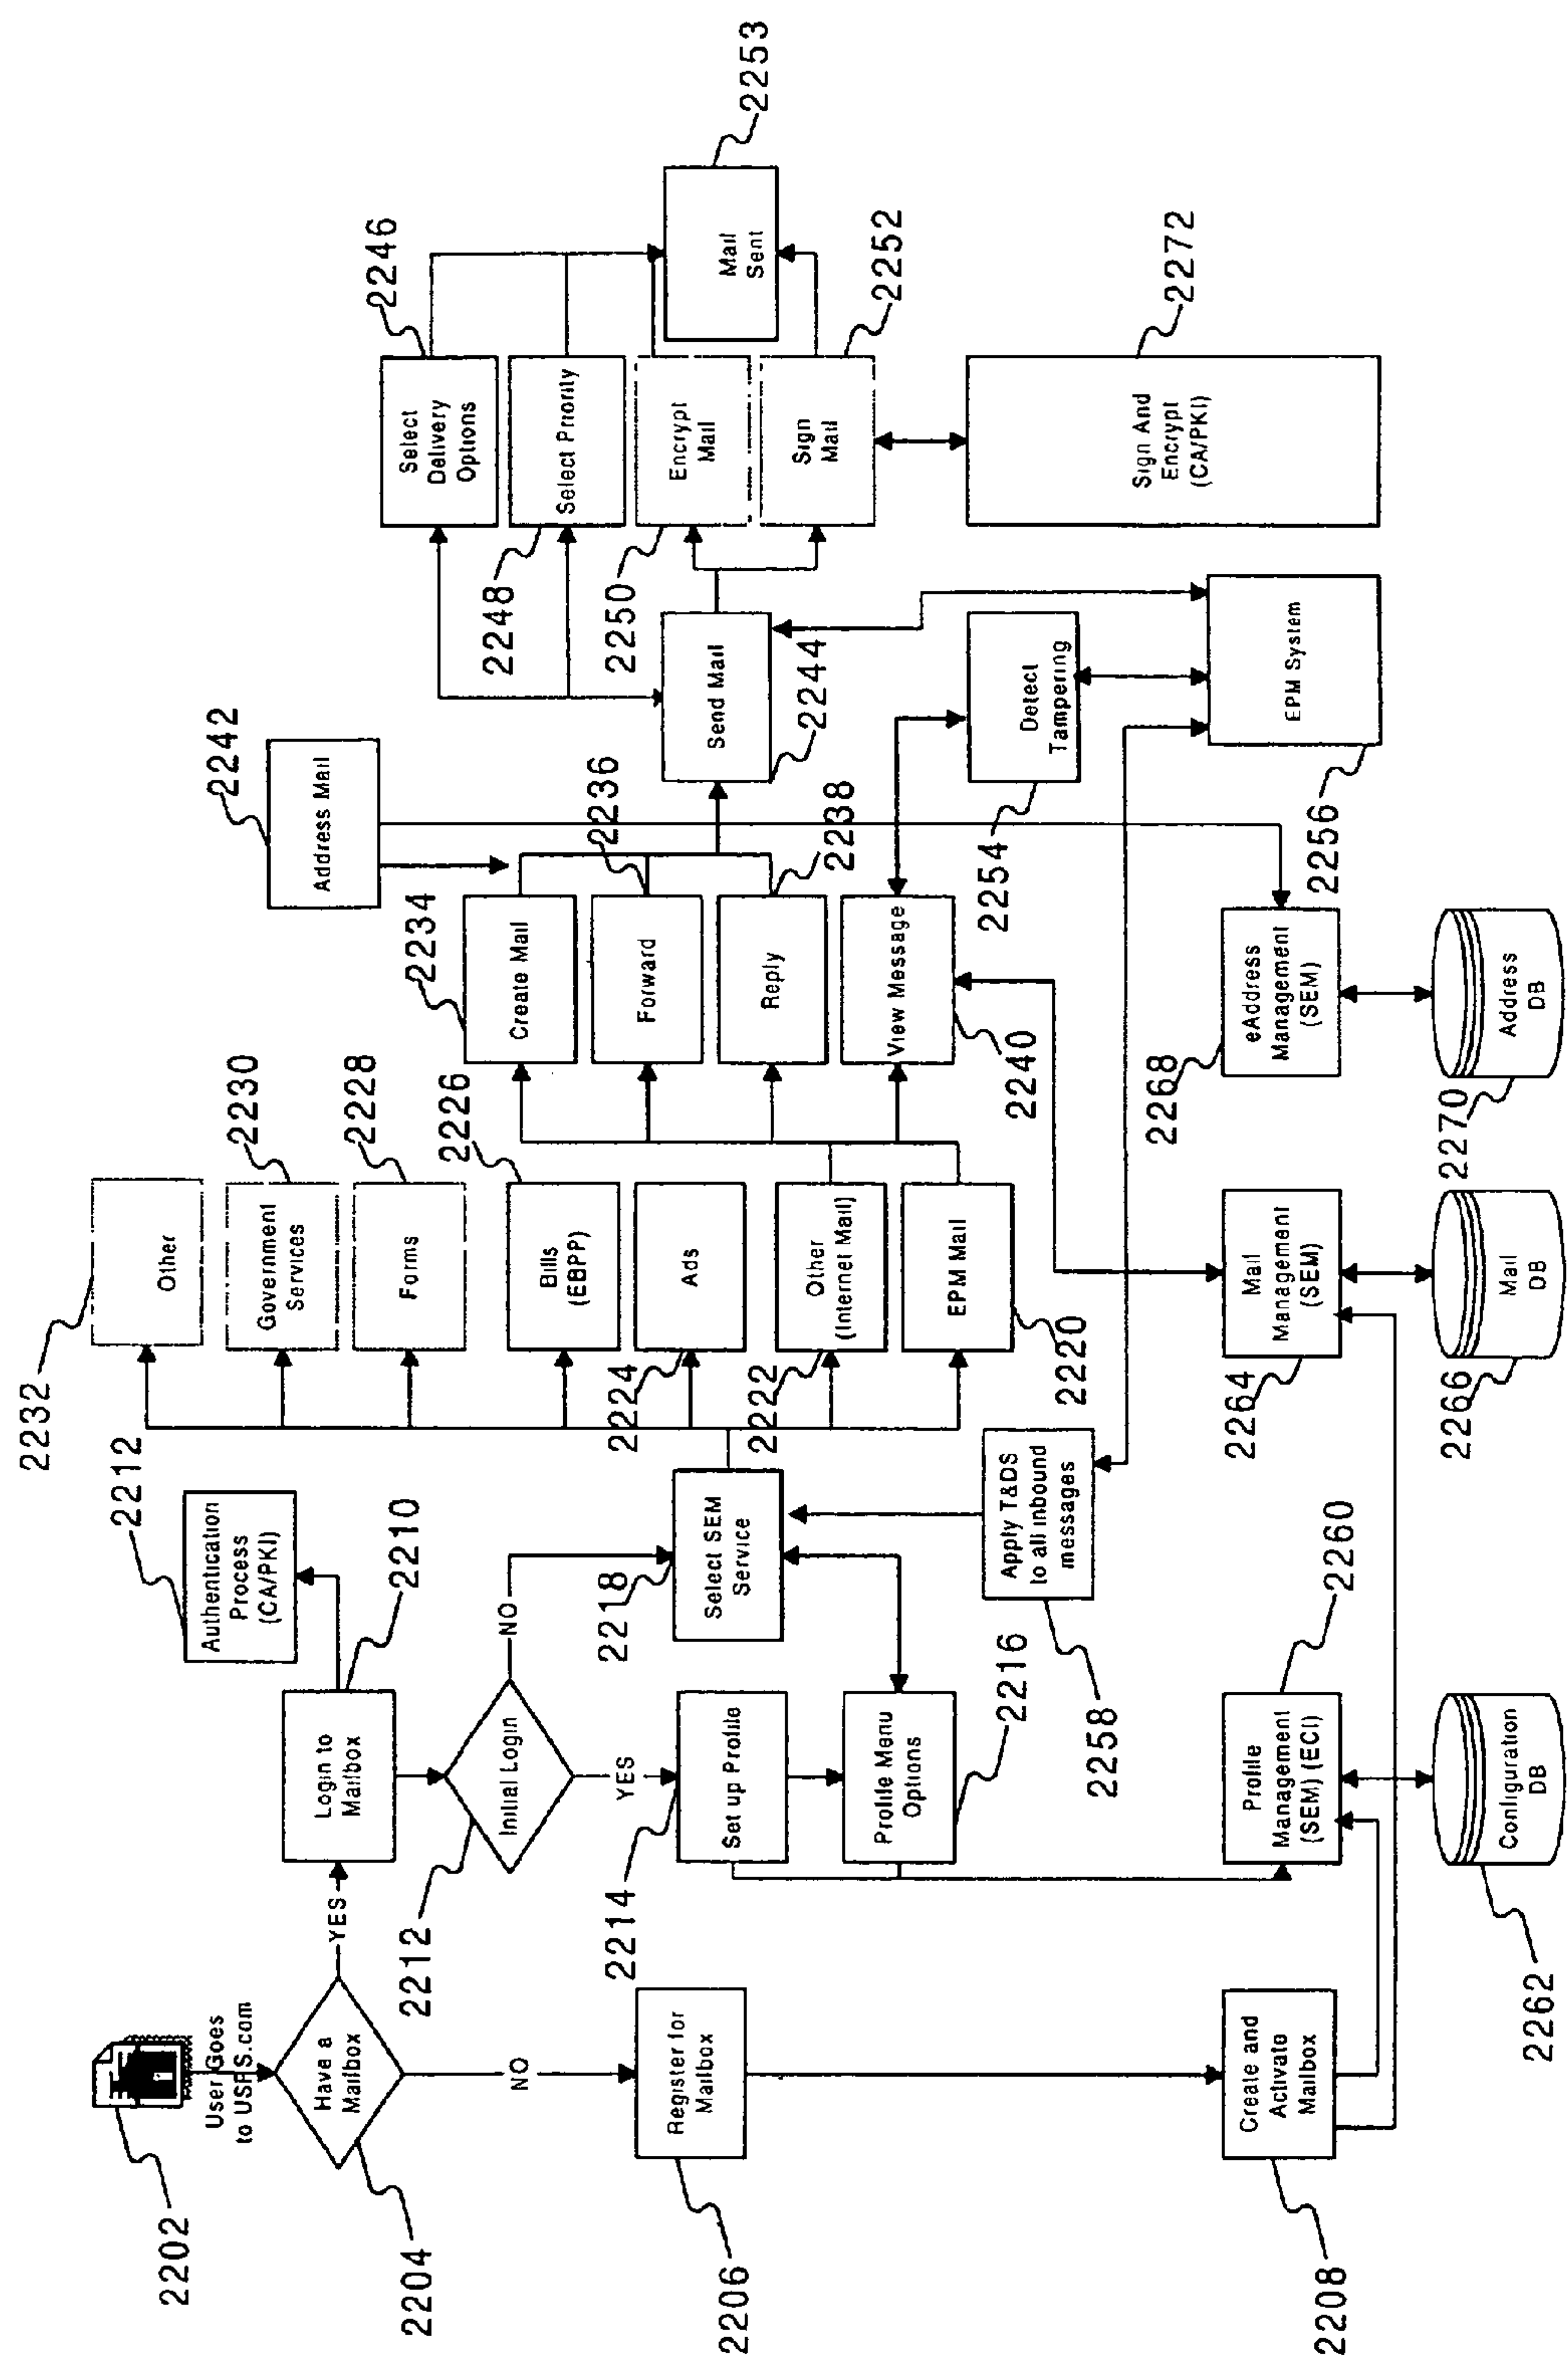 2202
User Goes
to USPS.com
2204
Have a
Mailbox
YES
NO
2206
Register for
Mailbox
2208
Create and
Activate
Mailbox
Login to
Mailbox
2210
2212
Authentication
Process
(CA/PKI)
2212
Initial Login
NO
YES
2214
Set up Profile
Profile Menu
Options
2216
2218
Select SEM
Service
Apply T&DS
to all inbound
messages
2258
Profile
Management
(SEM) (ECI)
2260
Configuration
DB
2262
2232
Other
2230
Government
Services
2228
Forms
2226
Bills
(EBPP)
2224
Ads
2222
Other
(Internet Mail)
EPM Mail
2220
2264
Mail
Management
(SEM)
2266
Mail
DB
2242
Address Mail
2234
Create Mail
2236
Forward
2238
Reply
View Message
2240
2268
eAddress
Management
(SEM)
2270
Address
DB
2244
Send Mail
2254
Detect
Tampering
2256
EPM System
2246
Select
Delivery
Options
2248
Select Priority
2250
Encrypt
Mail
2252
Sign
Mail
2253
Mail
Sent
2272
Sign And
Encrypt
(CA/PKI)